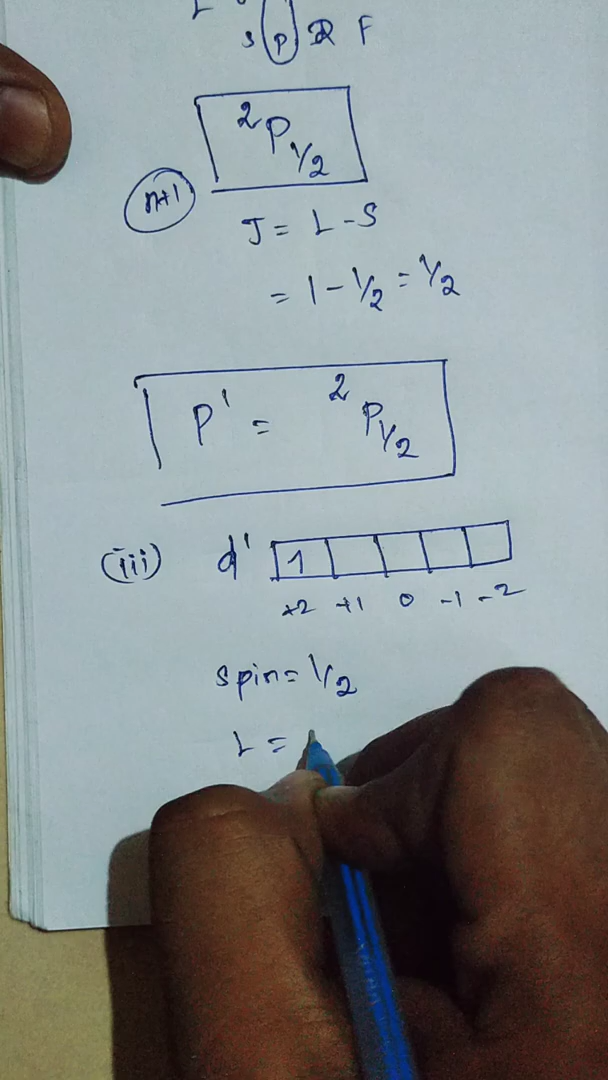 L
S P D F
²P₁/₂
n+1
J = L - S
= 1 - 1/2 = 1/2
P¹ = ²P₁/₂
(iii) d¹ 1
+2 +1 0 -1 -2
spin = 1/2
L =